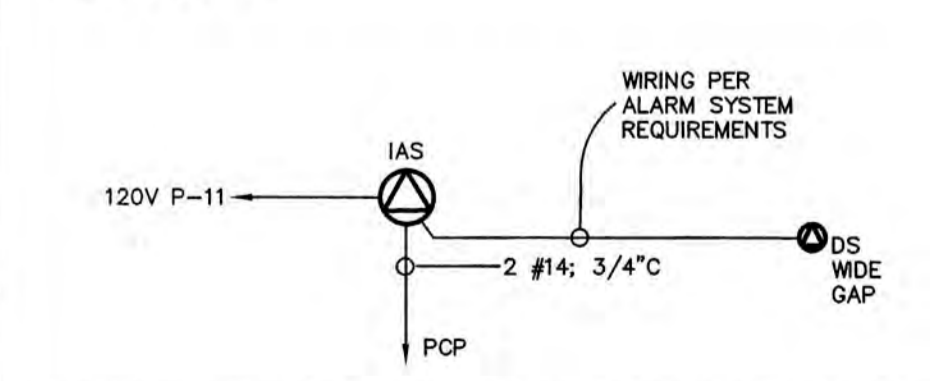 WIRING PER
ALARM SYSTEM
REQUIREMENTS
IAS
120V P-11
DS
WIDE
GAP
2 #14; 3/4"C
PCP